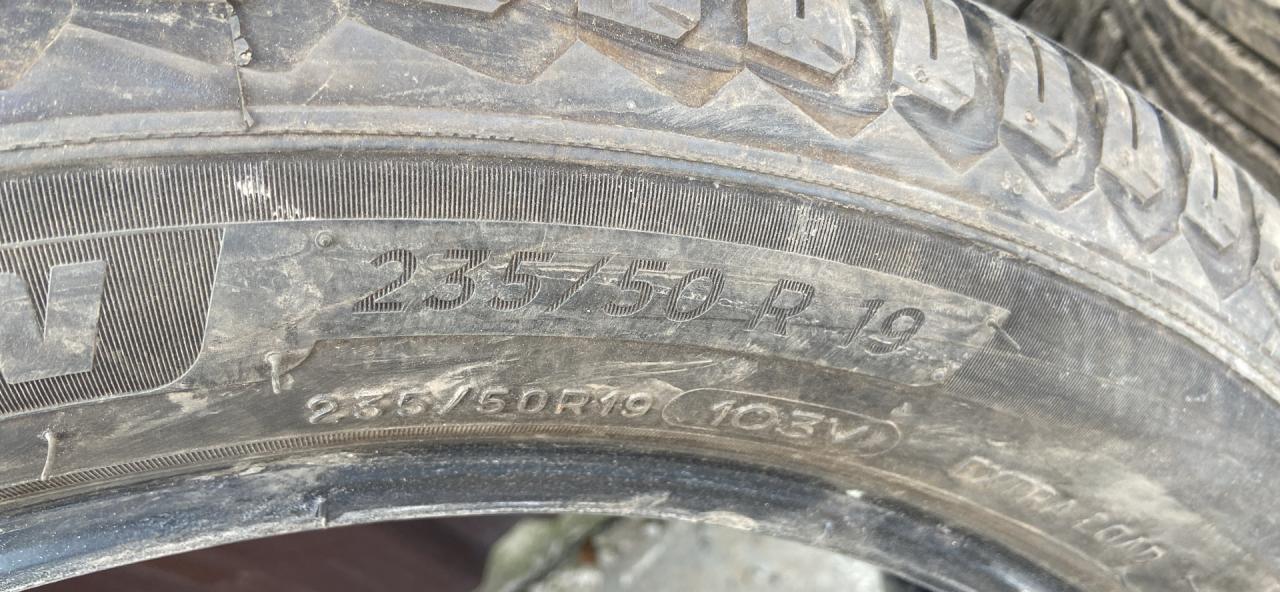 N
235/50 R 19
235/50R19 103V
EXTRA LOAD